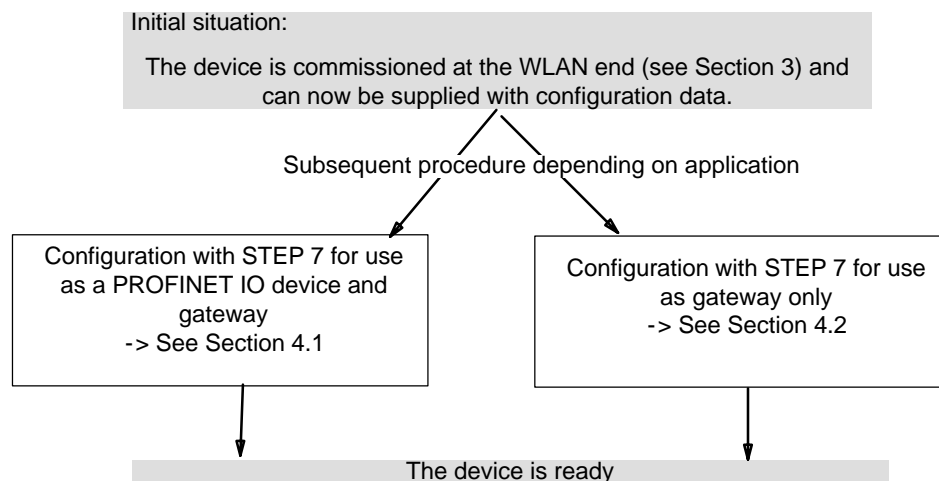 Initial situation:
The device is commissioned at the WLAN end (see Section 3) and
can now be supplied with configuration data.
Subsequent procedure depending on application
Configuration with STEP 7 for use
as a PROFINET IO device and
gateway
-> See Section 4.1
Configuration with STEP 7 for use
as gateway only
-> See Section 4.2
The device is ready